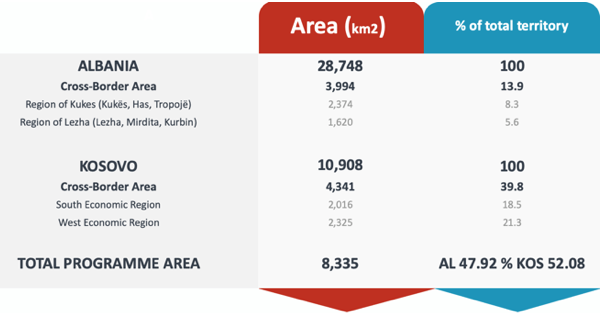 Area (km2) % of total territory
ALBANIA 28,748 100
Cross-Border Area 3,994 13.9
Region of Kukes (Kukës, Has, Tropojë) 2,374 8.3
Region of Lezha (Lezha, Mirdita, Kurbin) 1,620 5.6
KOSOVO 10,908 100
Cross-Border Area 4,341 39.8
South Economic Region 2,016 18.5
West Economic Region 2,325 21.3
TOTAL PROGRAMME AREA 8,335 AL 47.92 % KOS 52.08